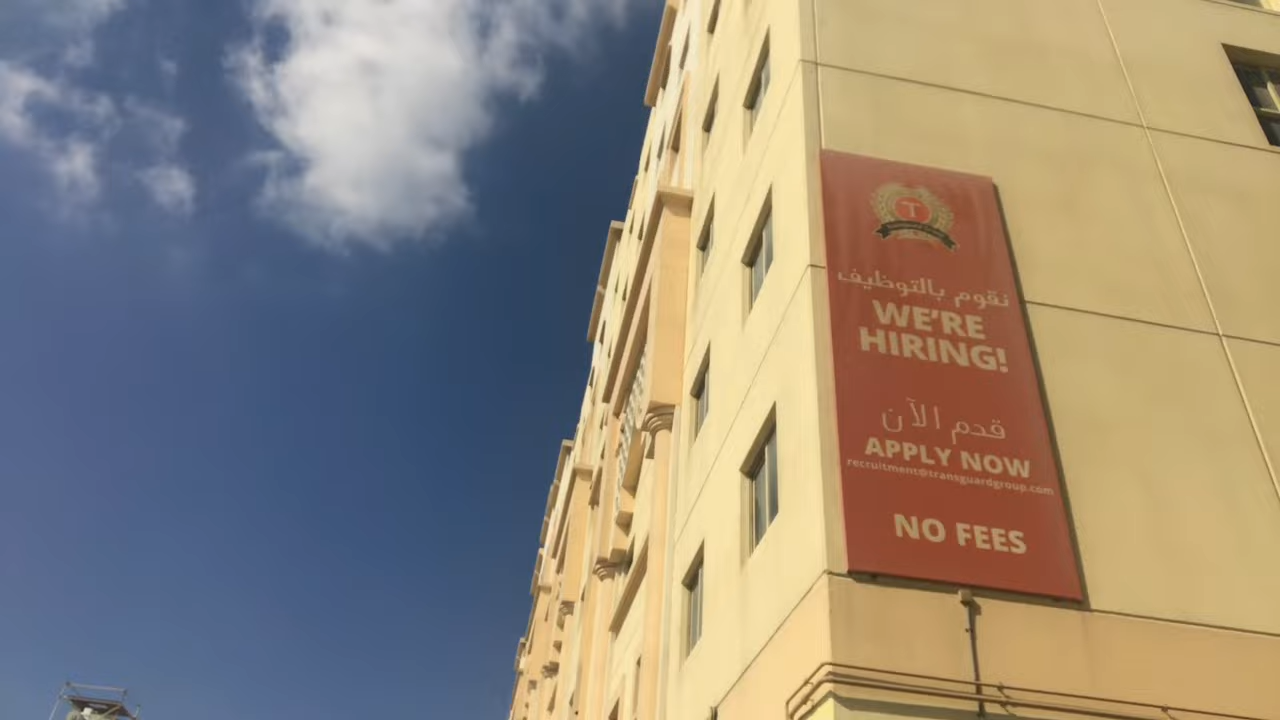 T
نقوم بالتوظيف
WE'RE
HIRING!
قدم الآن
APPLY NOW
recruitment@transguardgroup.com
NO FEES